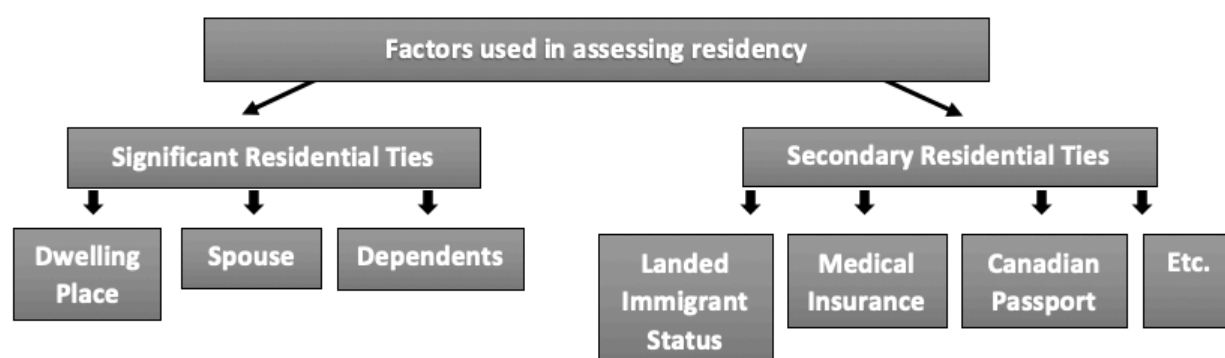 Factors used in assessing residency
Significant Residential Ties
Secondary Residential Ties
Dwelling
Place
Spouse
Dependents
Landed
Immigrant
Status
Medical
Insurance
Canadian
Passport
Etc.